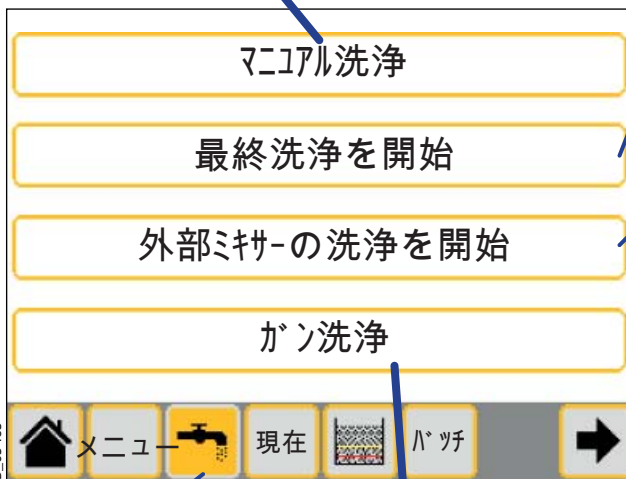 ﾏﾆｭｱﾙ洗浄
最終洗浄を開始
外部ﾐｷｻｰの洗浄を開始
ｶﾞﾝ洗浄
メニュー 現在 ﾊﾞｯﾁ